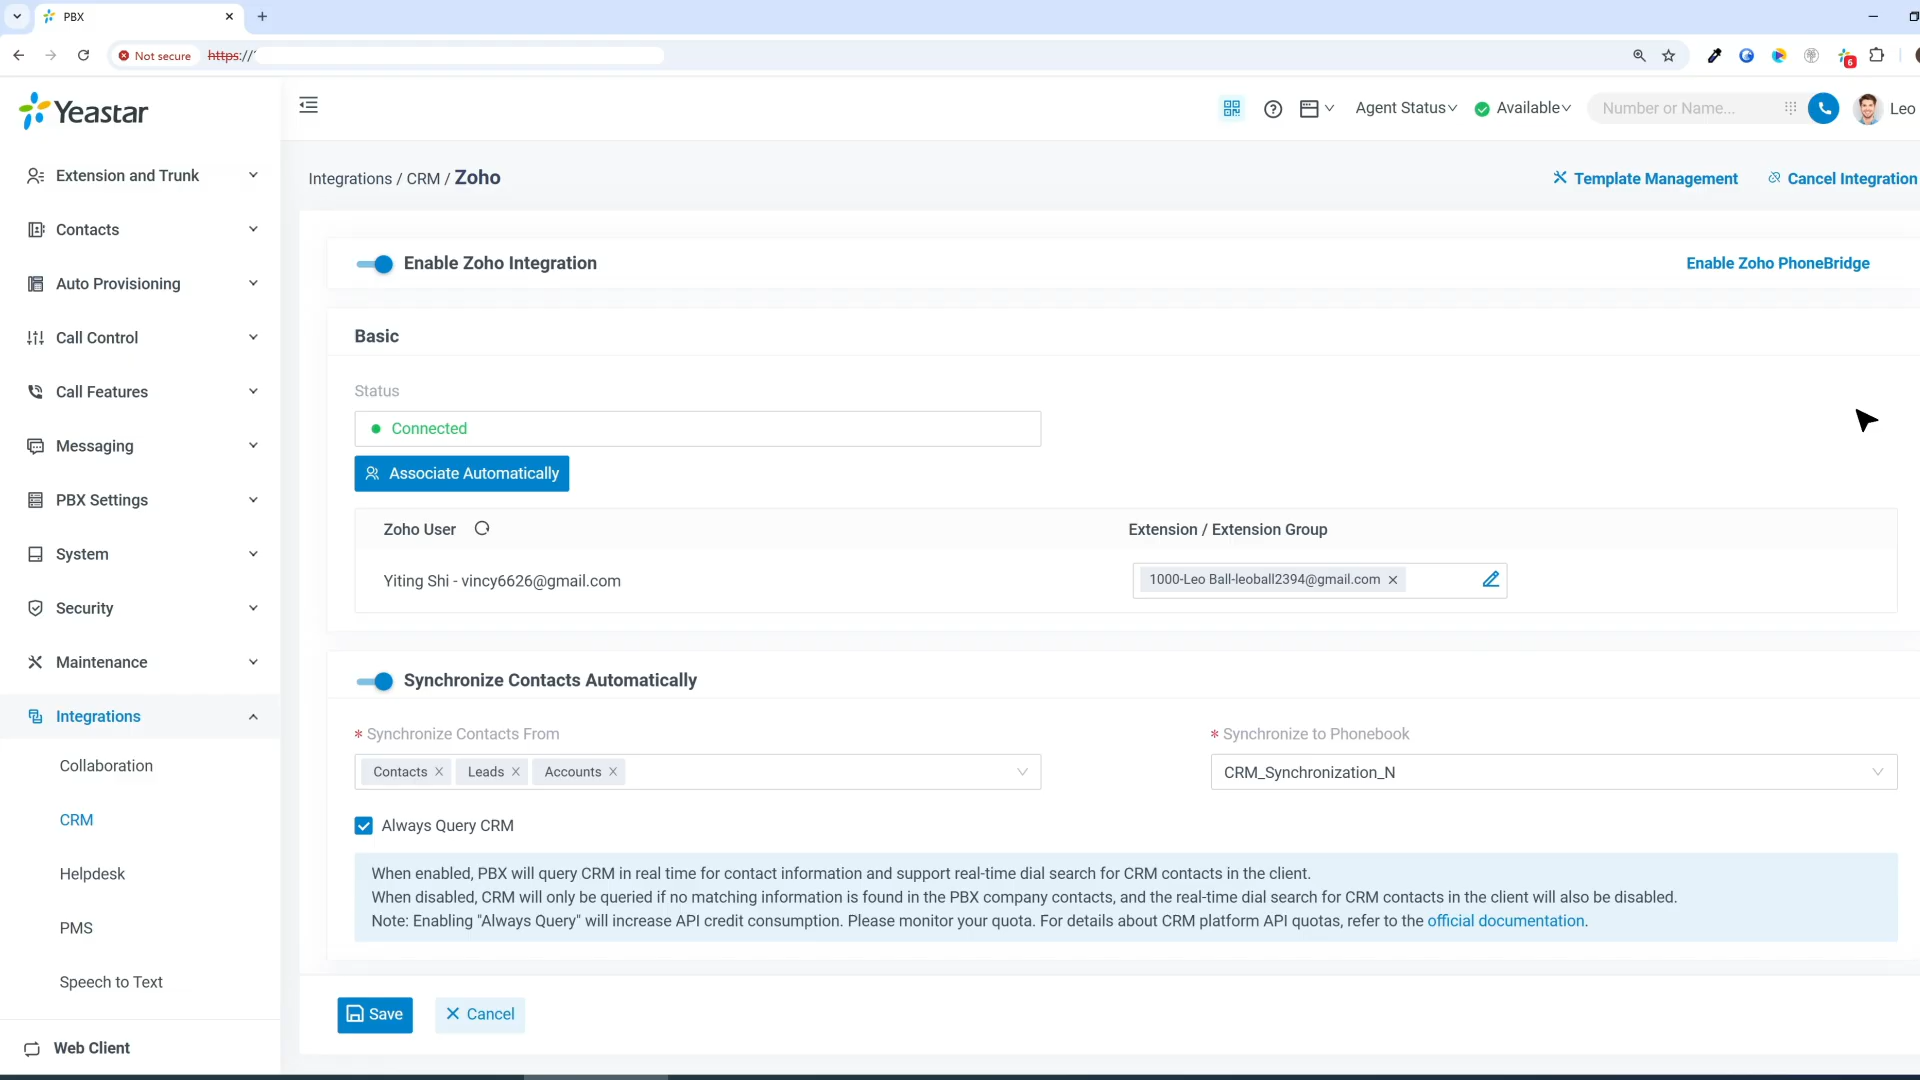 PBX
Not secure
https://
6
Yeastar
Agent Status
Available
Number or Name...
Leo
Extension and Trunk
Contacts
Auto Provisioning
Call Control
Call Features
Messaging
PBX Settings
System
Security
Maintenance
Integrations
Collaboration
CRM
Helpdesk
PMS
Speech to Text
Web Client
Integrations / CRM / Zoho
Template Management
Cancel Integration
Enable Zoho Integration
Enable Zoho PhoneBridge
Basic
Status
Connected
Associate Automatically
Zoho User
Extension / Extension Group
Yiting Shi - vincy6626@gmail.com
1000-Leo Ball-leoball2394@gmail.com
Synchronize Contacts Automatically
* Synchronize Contacts From
* Synchronize to Phonebook
Contacts
Leads
Accounts
CRM_Synchronization_N
Always Query CRM
When enabled, PBX will query CRM in real time for contact information and support real-time dial search for CRM contacts in the client.
When disabled, CRM will only be queried if no matching information is found in the PBX company contacts, and the real-time dial search for CRM contacts in the client will also be disabled.
Note: Enabling "Always Query" will increase API credit consumption. Please monitor your quota. For details about CRM platform API quotas, refer to the official documentation.
Save
Cancel